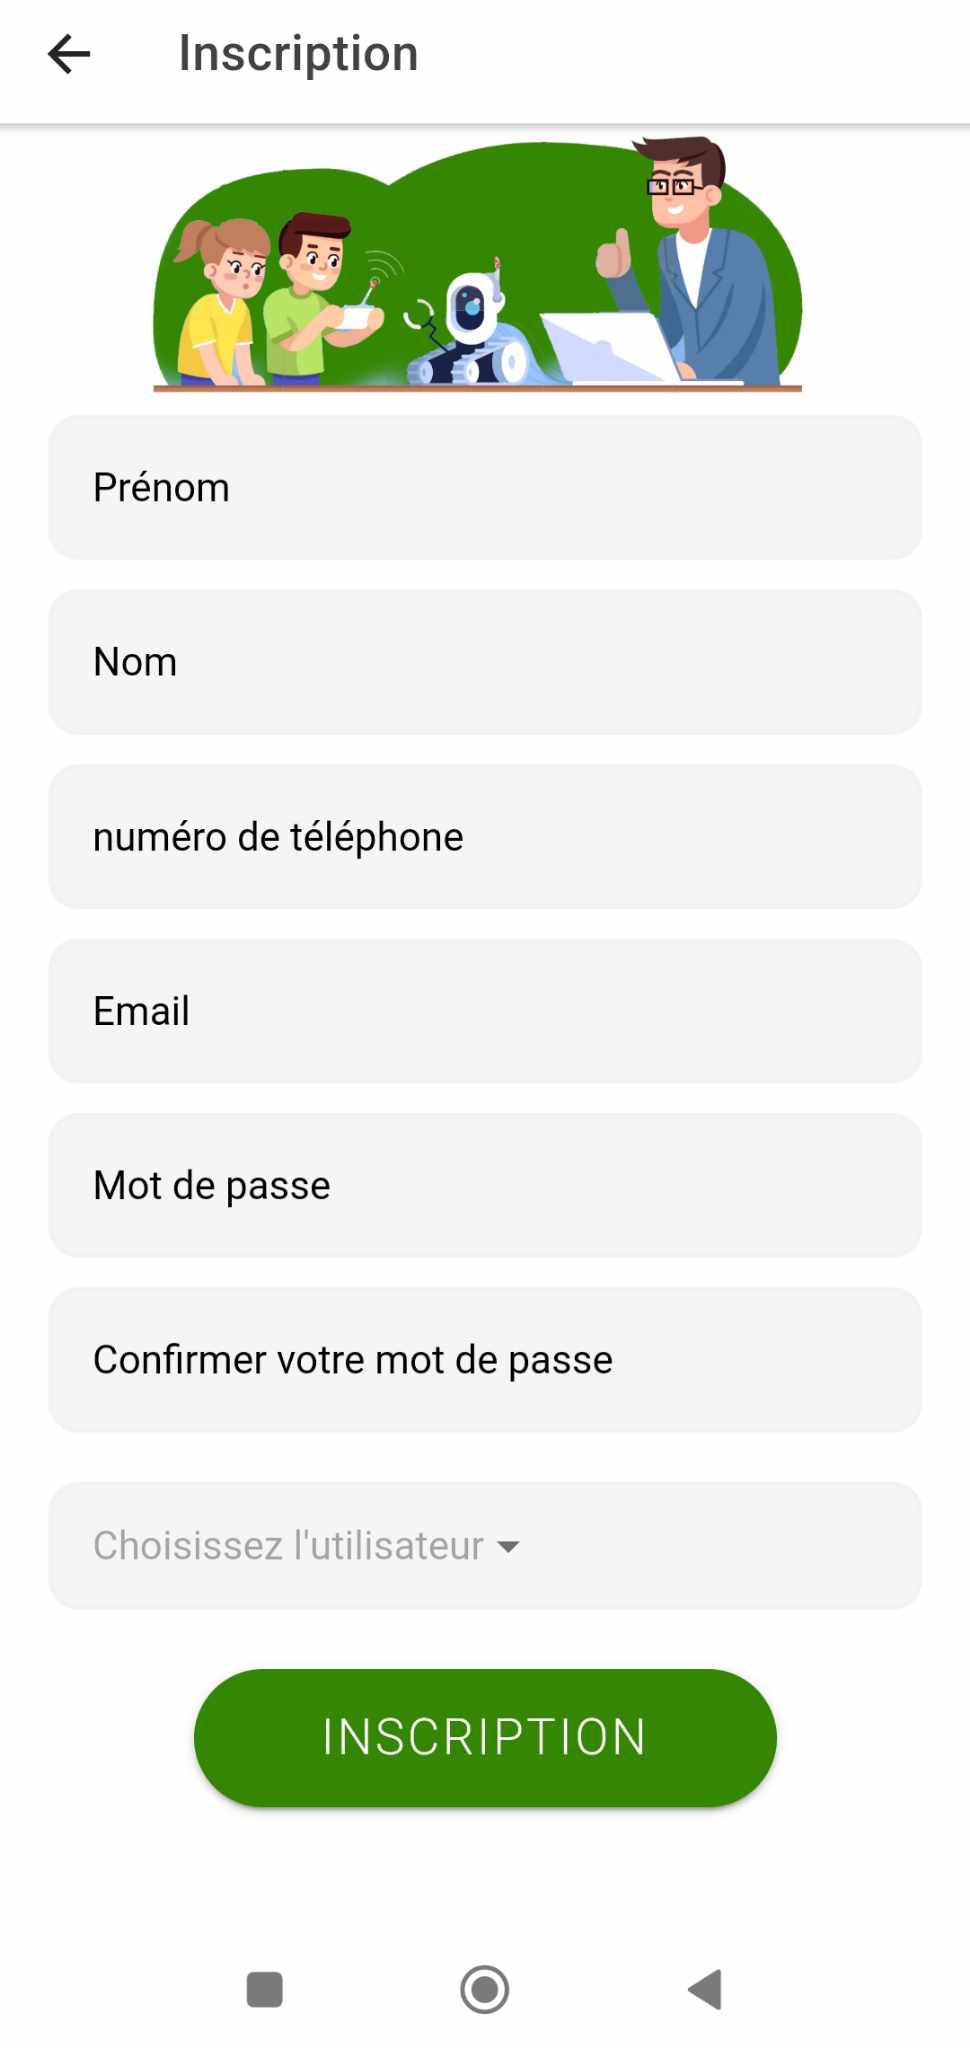 Inscription
Prénom
Nom
numéro de téléphone
Email
Mot de passe
Confirmer votre mot de passe
Choisissez l'utilisateur
INSCRIPTION